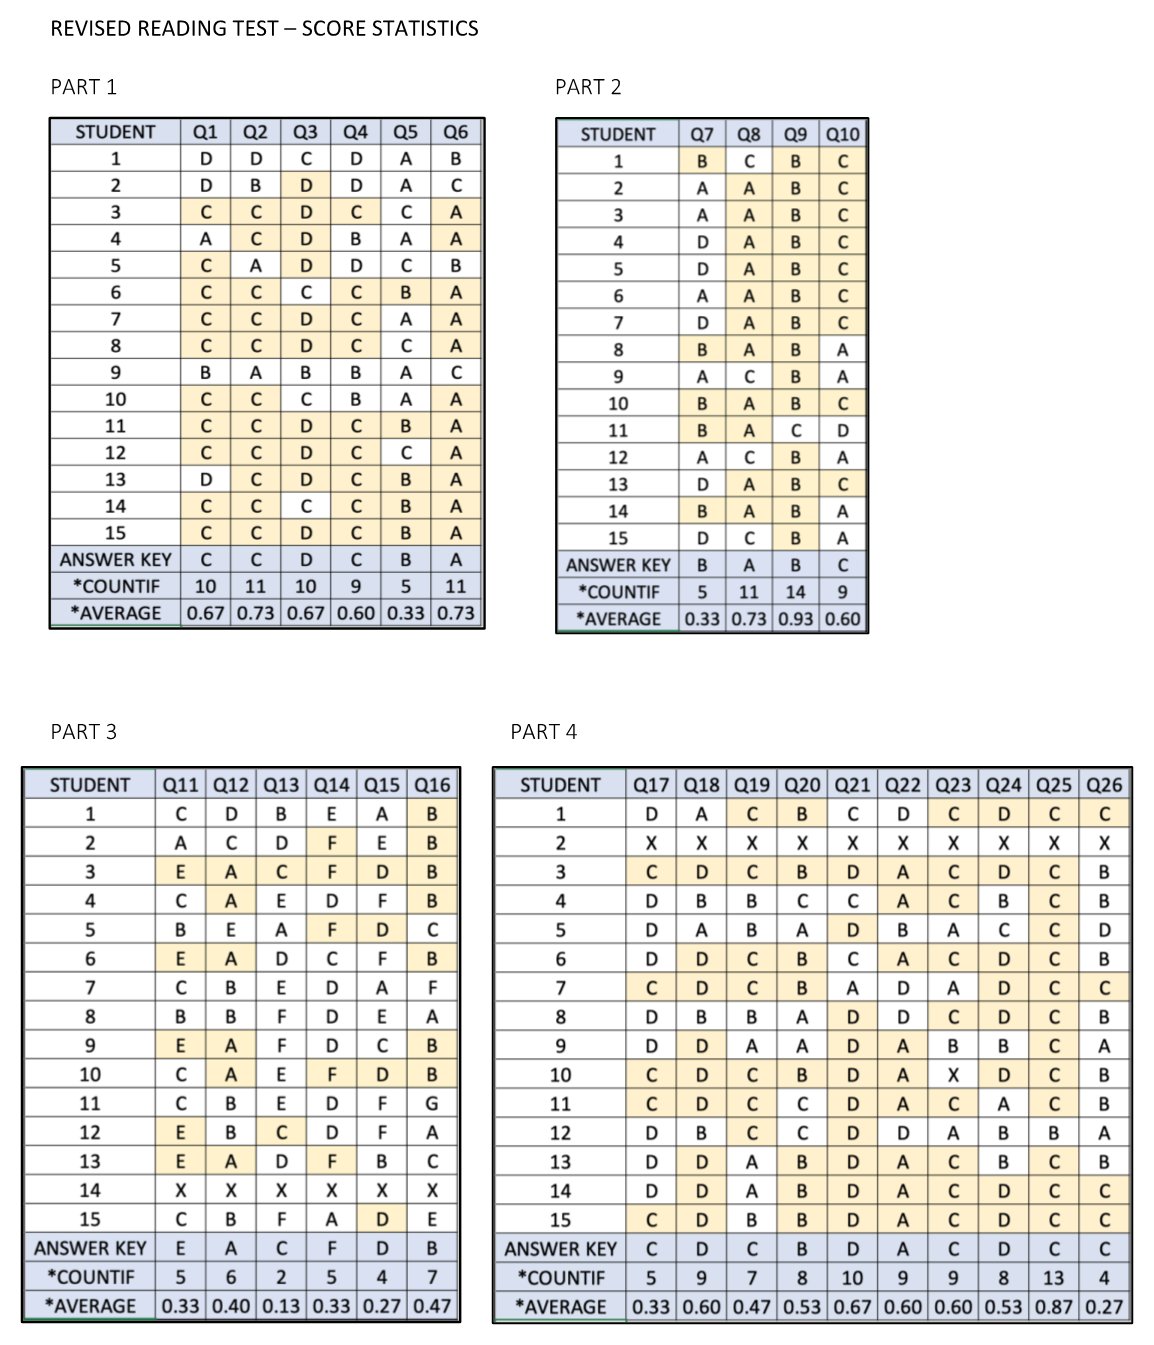 REVISED READING TEST – SCORE STATISTICS
PART 1
STUDENT Q1 Q2 Q3 Q4 Q5 Q6
1 D D C D A B
2 D B D D A C
3 C C D C C A
4 A C D B A A
5 C A D D C B
6 C C C C B A
7 C C D C A A
8 C C D C C A
9 B A B B A C
10 C C C B A A
11 C C D C B A
12 C C D C C A
13 D C D C B A
14 C C C C B A
15 C C D C B A
ANSWER KEY C C D C B A
*COUNTIF 10 11 10 9 5 11
*AVERAGE 0.67 0.73 0.67 0.60 0.33 0.73
PART 2
STUDENT Q7 Q8 Q9 Q10
1 B C B C
2 A A B C
3 A A B C
4 D A B C
5 D A B C
6 A A B C
7 D A B C
8 B A B A
9 A C B A
10 B A B C
11 B A C D
12 A C B A
13 D A B C
14 B A B A
15 D C B A
ANSWER KEY B A B C
*COUNTIF 5 11 14 9
*AVERAGE 0.33 0.73 0.93 0.60
PART 3
STUDENT Q11 Q12 Q13 Q14 Q15 Q16
1 C D B E A B
2 A C D F E B
3 E A C F D B
4 C A E D F B
5 B E A F D C
6 E A D C F B
7 C B E D A F
8 B B F D E A
9 E A F D C B
10 C A E F D B
11 C B E D F G
12 E B C D F A
13 E A D F B C
14 X X X X X X
15 C B F A D E
ANSWER KEY E A C F D B
*COUNTIF 5 6 2 5 4 7
*AVERAGE 0.33 0.40 0.13 0.33 0.27 0.47
PART 4
STUDENT Q17 Q18 Q19 Q20 Q21 Q22 Q23 Q24 Q25 Q26
1 D A C B C D C D C C
2 X X X X X X X X X X
3 C D C B D A C D C B
4 D B B C C A C B C B
5 D A B A D B A C C D
6 D D C B C A C D C B
7 C D C B A D A D C C
8 D B B A D D C D C B
9 D D A A D A B B C A
10 C D C B D A X D C B
11 C D C C D A C A C B
12 D B C C D D A B B A
13 D D A B D A C B C B
14 D D A B D A C D C C
15 C D B B D A C D C C
ANSWER KEY C D C B D A C D C C
*COUNTIF 5 9 7 8 10 9 9 8 13 4
*AVERAGE 0.33 0.60 0.47 0.53 0.67 0.60 0.60 0.53 0.87 0.27